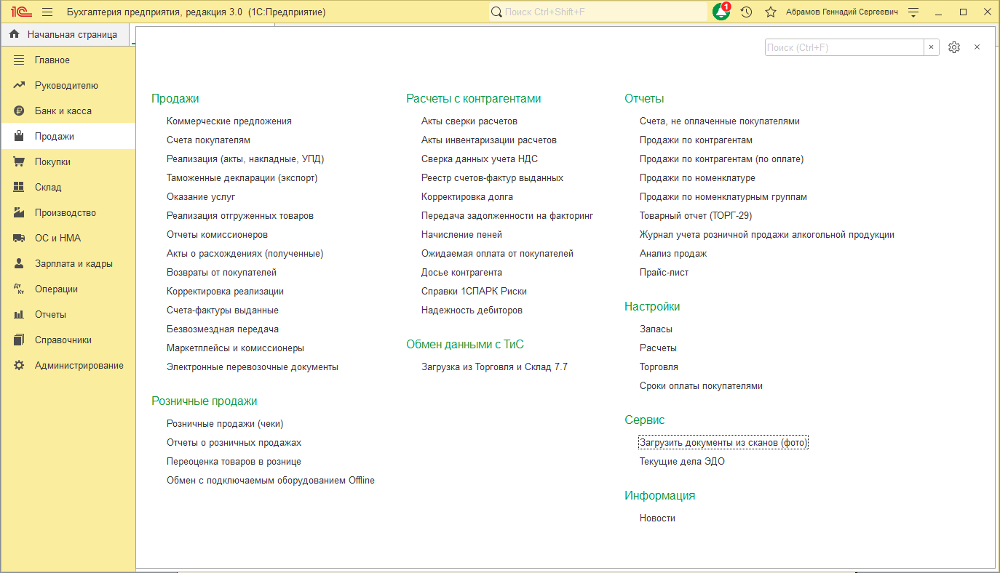 1С Бухгалтерия предприятия, редакция 3.0 (1С:Предприятие) Поиск Ctrl+Shift+F 1 Абрамов Геннадий Сергеевич
Начальная страница
Главное
Руководителю
Банк и касса
Продажи
Покупки
Склад
Производство
ОС и НМА
Зарплата и кадры
Дт Кт Операции
Отчеты
Справочники
Администрирование
Поиск (Ctrl+F)
Продажи
Коммерческие предложения
Счета покупателям
Реализация (акты, накладные, УПД)
Таможенные декларации (экспорт)
Оказание услуг
Реализация отгруженных товаров
Отчеты комиссионеров
Акты о расхождениях (полученные)
Возвраты от покупателей
Корректировка реализации
Счета-фактуры выданные
Безвозмездная передача
Маркетплейсы и комиссионеры
Электронные перевозочные документы
Розничные продажи
Розничные продажи (чеки)
Отчеты о розничных продажах
Переоценка товаров в рознице
Обмен с подключаемым оборудованием Offline
Расчеты с контрагентами
Акты сверки расчетов
Акты инвентаризации расчетов
Сверка данных учета НДС
Реестр счетов-фактур выданных
Корректировка долга
Передача задолженности на факторинг
Начисление пеней
Ожидаемая оплата от покупателей
Досье контрагента
Справки 1СПАРК Риски
Надежность дебиторов
Обмен данными с ТиС
Загрузка из Торговля и Склад 7.7
Отчеты
Счета, не оплаченные покупателями
Продажи по контрагентам
Продажи по контрагентам (по оплате)
Продажи по номенклатуре
Продажи по номенклатурным группам
Товарный отчет (ТОРГ-29)
Журнал учета розничной продажи алкогольной продукции
Анализ продаж
Прайс-лист
Настройки
Запасы
Расчеты
Торговля
Сроки оплаты покупателями
Сервис
Загрузить документы из сканов (фото)
Текущие дела ЭДО
Информация
Новости